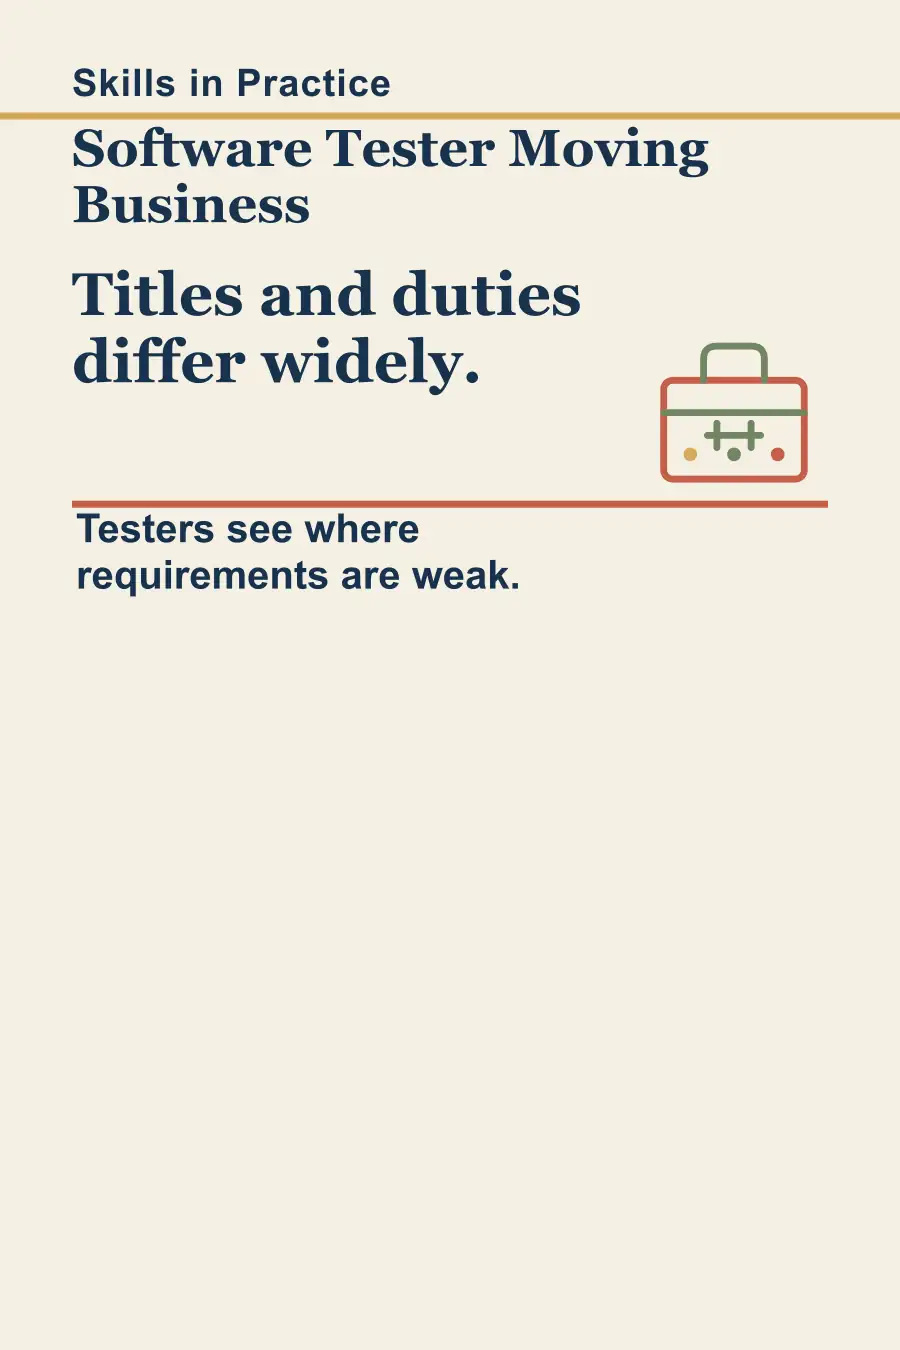 Skills in Practice
Software Tester Moving
Business
Titles and duties
differ widely.
Testers see where
requirements are weak.